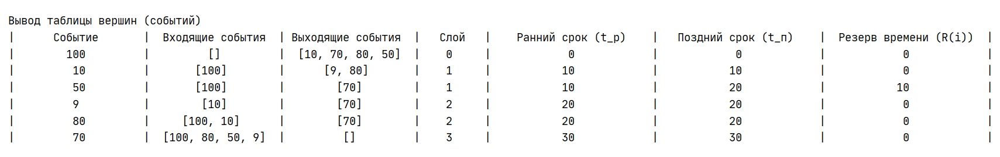 Вывод таблицы вершин (событий)
| Событие | Входящие события | Выходящие события | Слой | Ранний срок (t_р) | Поздний срок (t_п) | Резерв времени (R(i)) |
| 100 | [] | [10, 70, 80, 50] | 0 | 0 | 0 | 0 |
| 10 | [100] | [9, 80] | 1 | 10 | 10 | 0 |
| 50 | [100] | [70] | 1 | 10 | 20 | 10 |
| 9 | [10] | [70] | 2 | 20 | 20 | 0 |
| 80 | [100, 10] | [70] | 2 | 20 | 20 | 0 |
| 70 | [100, 80, 50, 9] | [] | 3 | 30 | 30 | 0 |